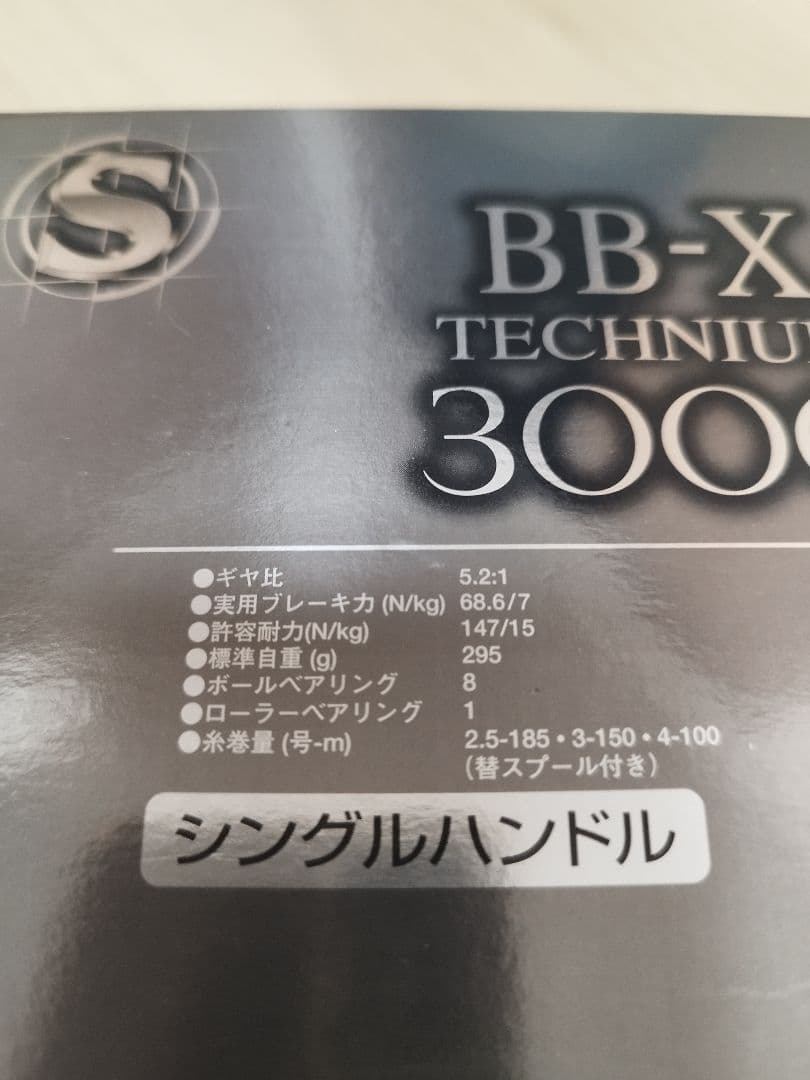 S
BB-X
TECHNIU
3000
●ギヤ比 5.2:1
●実用ブレーキ力 (N/kg) 68.6/7
●許容耐力(N/kg) 147/15
●標準自重 (g) 295
●ボールベアリング 8
●ローラーベアリング 1
●糸巻量 (号-m) 2.5-185・3-150・4-100
(替スプール付き)
シングルハンドル